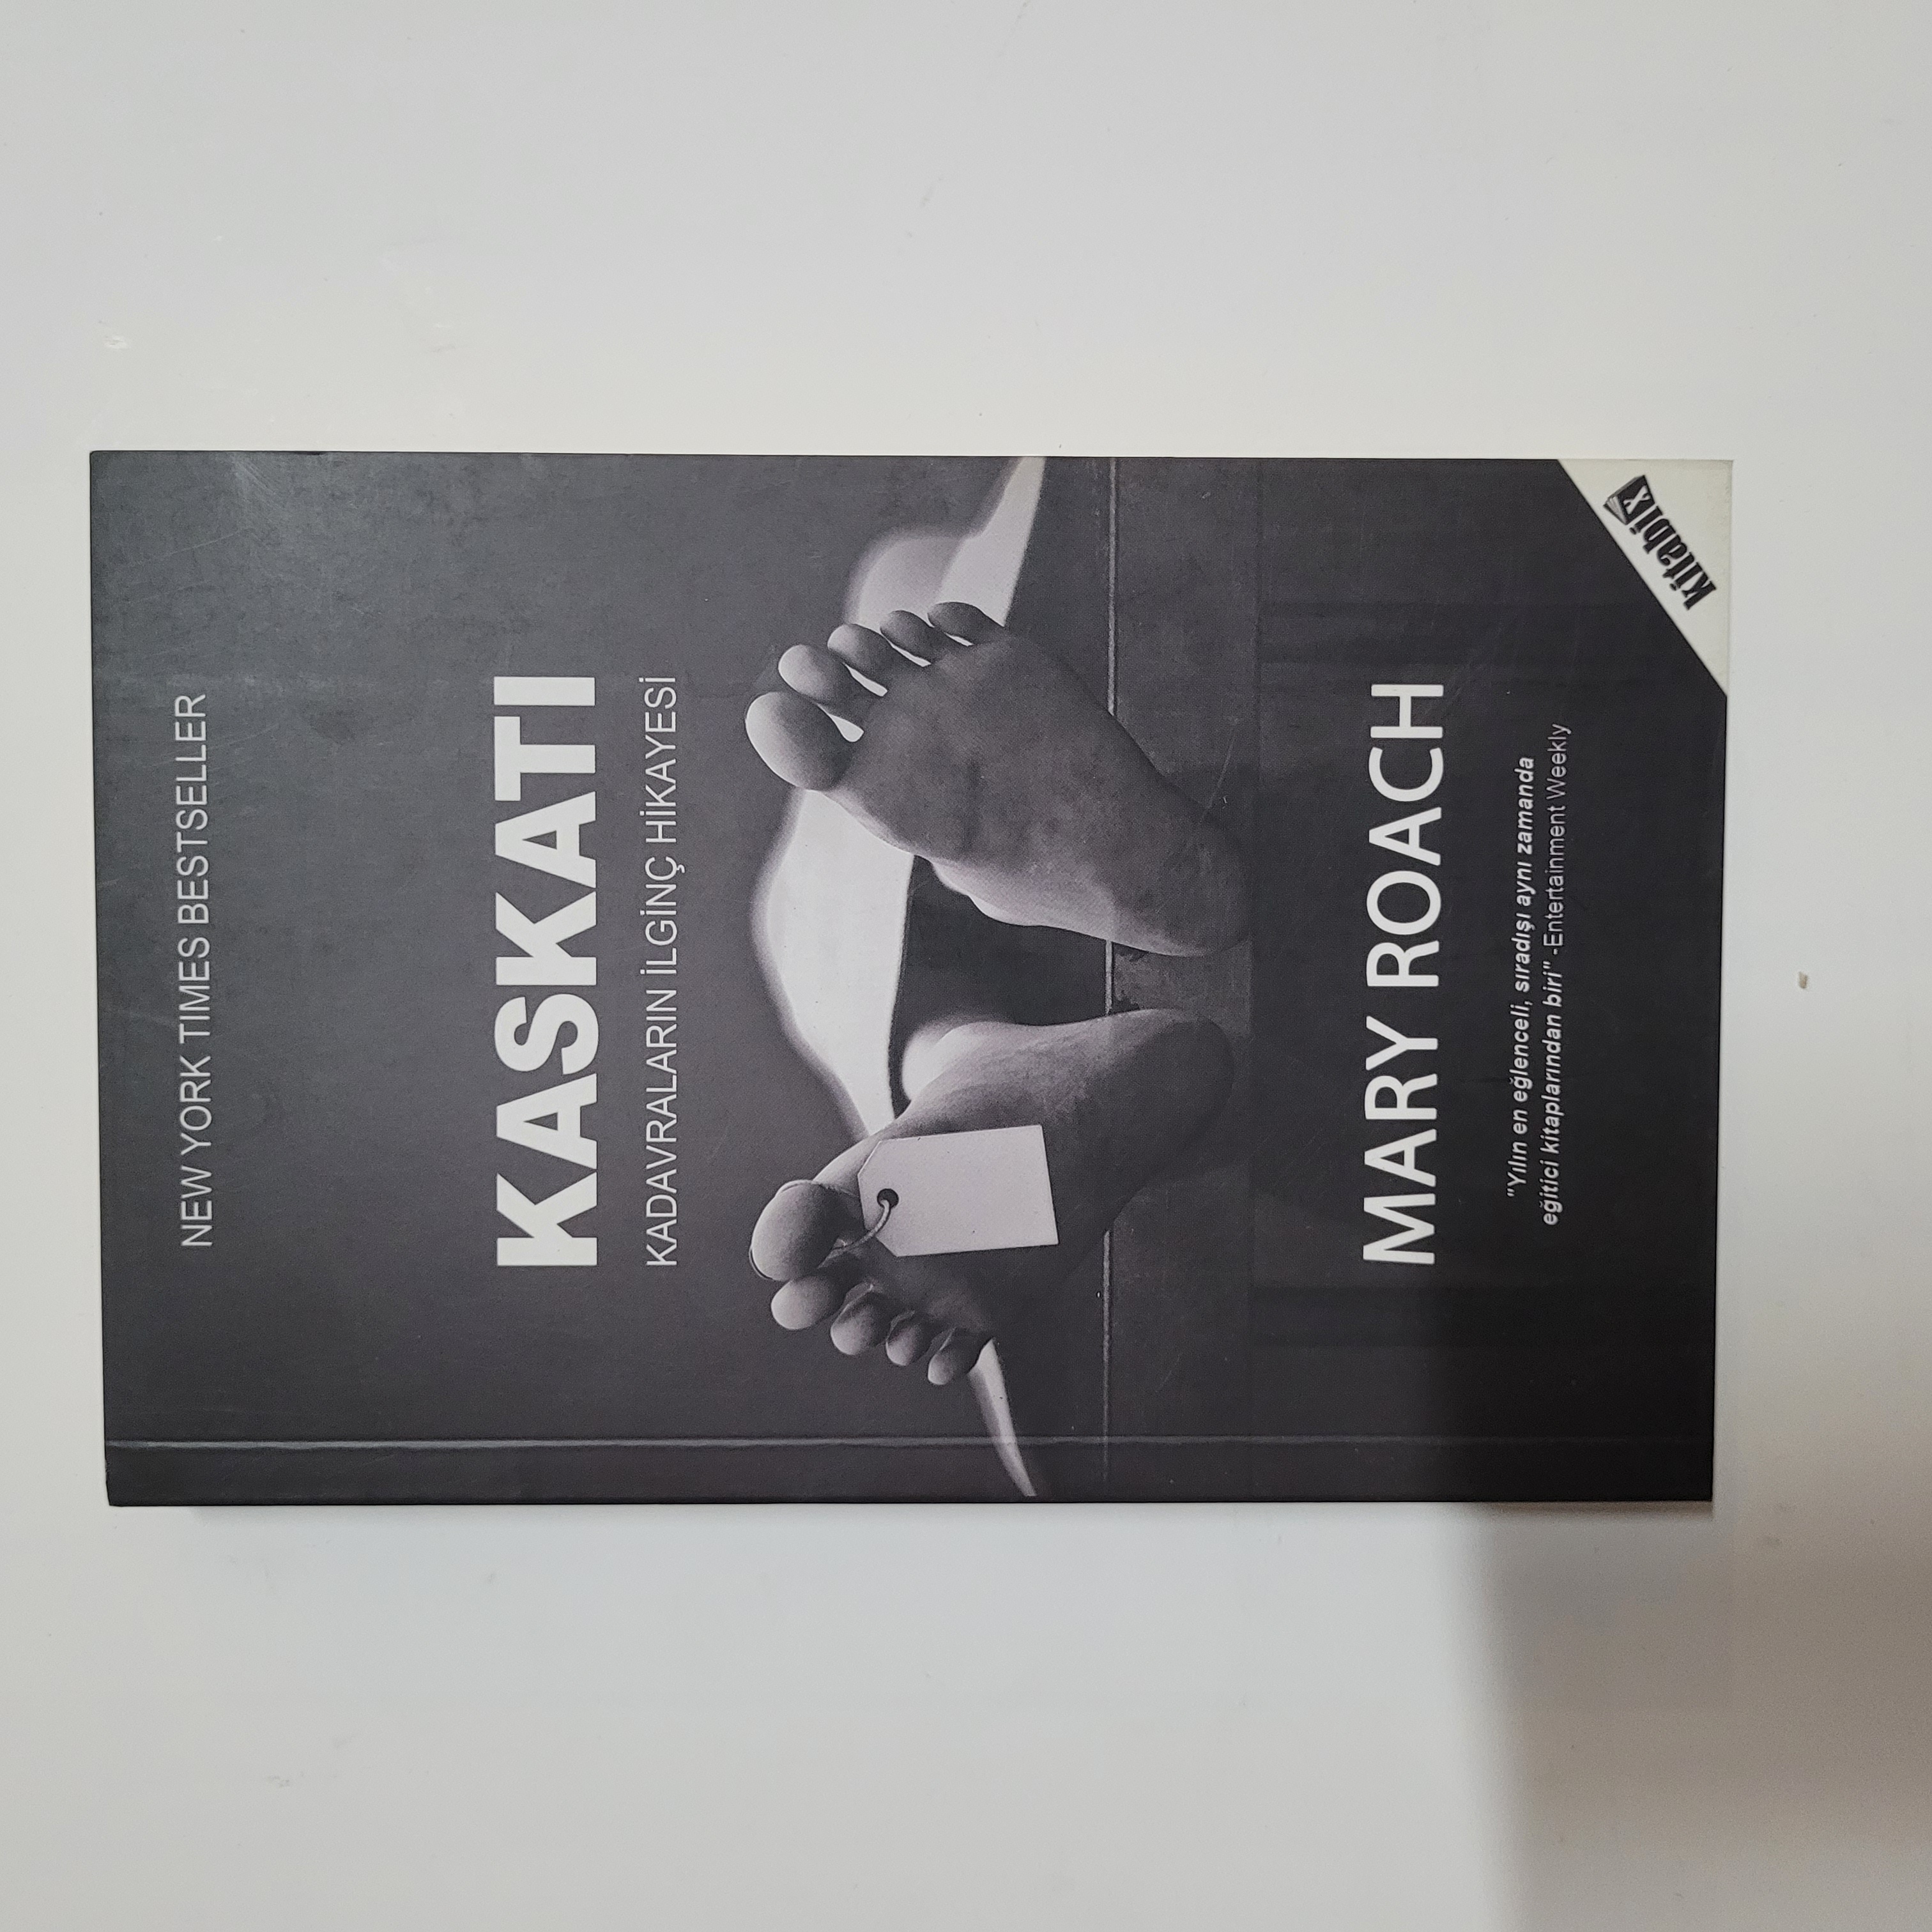 NEW YORK TIMES BESTSELLER
KASKATI
KADAVRALARIN İLGİNÇ HİKAYESİ
MARY ROACH
"Yılın en eğlenceli, sıradışı aynı zamanda
eğitici kitaplarından biri" -Entertainment Weekly
kitabix